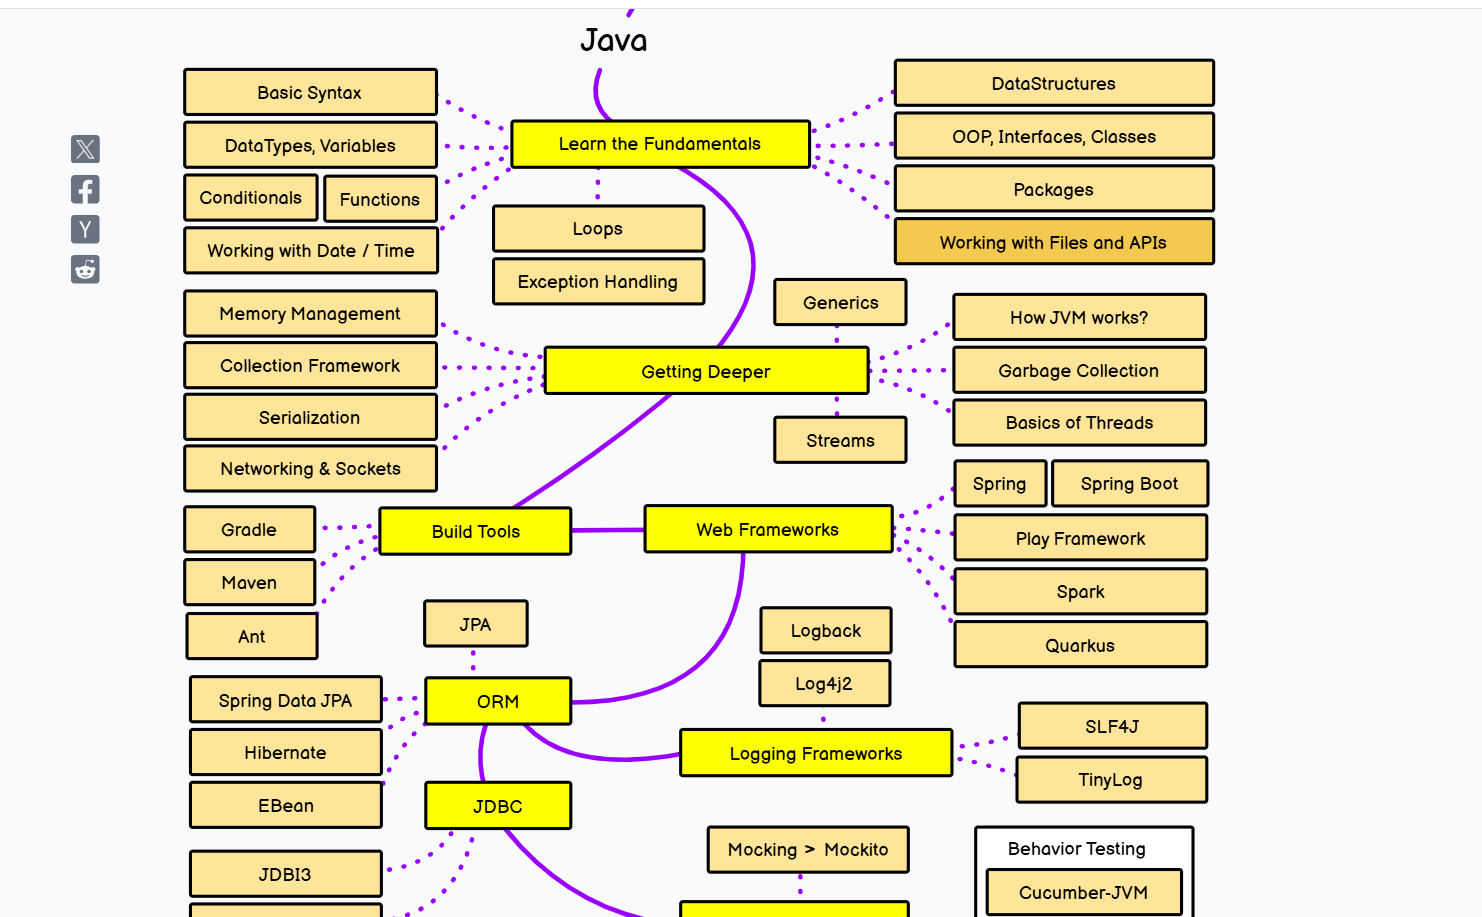 Java
Basic Syntax
DataTypes, Variables
Conditionals
Functions
Working with Date / Time
Learn the Fundamentals
Loops
Exception Handling
DataStructures
OOP, Interfaces, Classes
Packages
Working with Files and APIs
Memory Management
Collection Framework
Serialization
Networking & Sockets
Getting Deeper
Generics
Streams
How JVM works?
Garbage Collection
Basics of Threads
Gradle
Maven
Ant
Build Tools
Web Frameworks
Spring
Spring Boot
Play Framework
Spark
Quarkus
JPA
Spring Data JPA
Hibernate
EBean
ORM
Logback
Log4j2
Logging Frameworks
SLF4J
TinyLog
JDBC
JDBI3
Mocking > Mockito
Behavior Testing
Cucumber-JVM